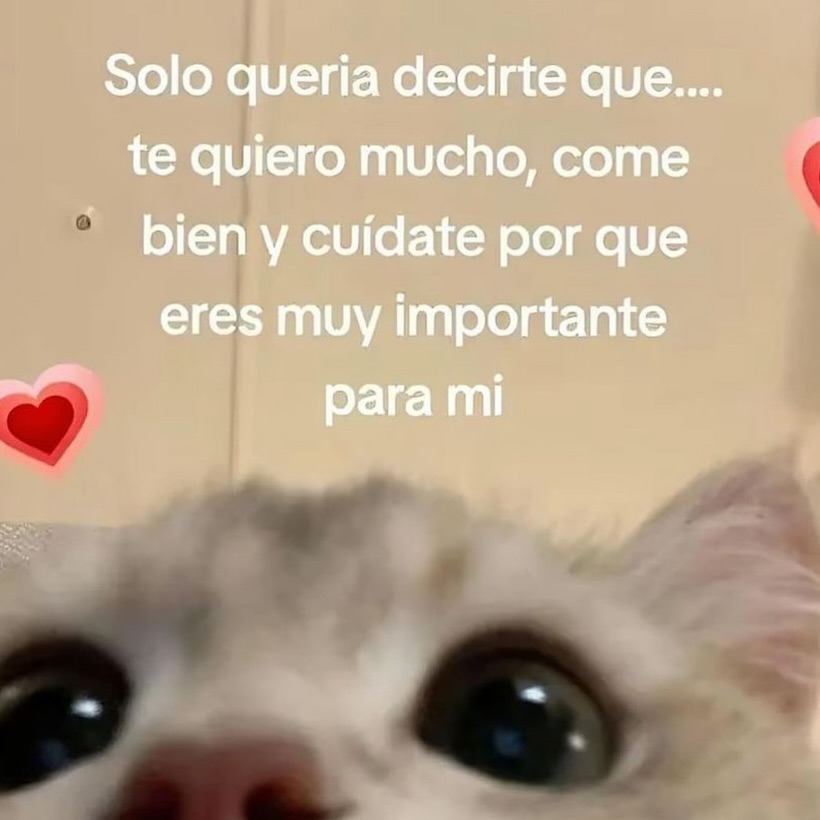 Solo queria decirte que....
te quiero mucho, come
bien y cuídate por que
eres muy importante
para mi